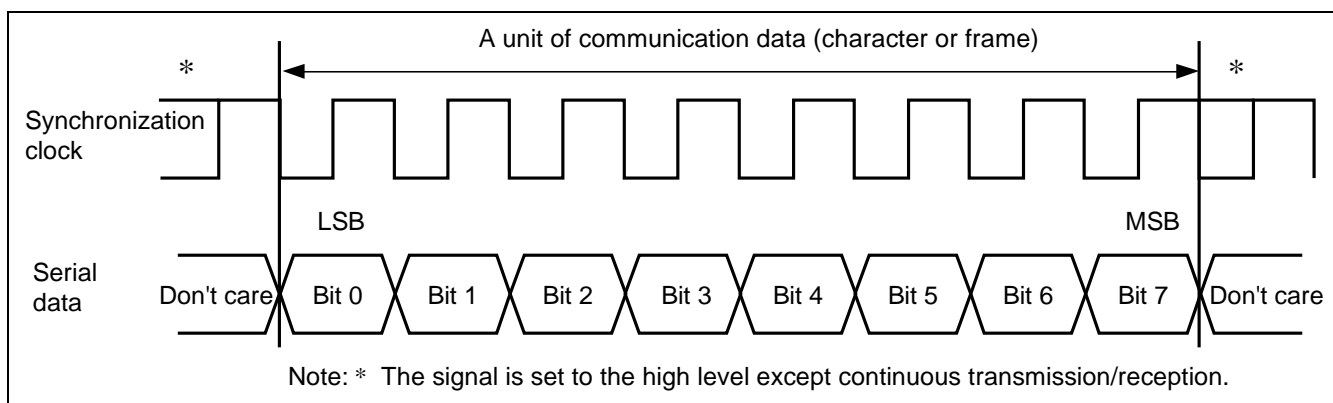 A unit of communication data (character or frame)
* *
Synchronization
clock
LSB MSB
Serial
data
Don't care Bit 0 Bit 1 Bit 2 Bit 3 Bit 4 Bit 5 Bit 6 Bit 7 Don't care
Note: * The signal is set to the high level except continuous transmission/reception.